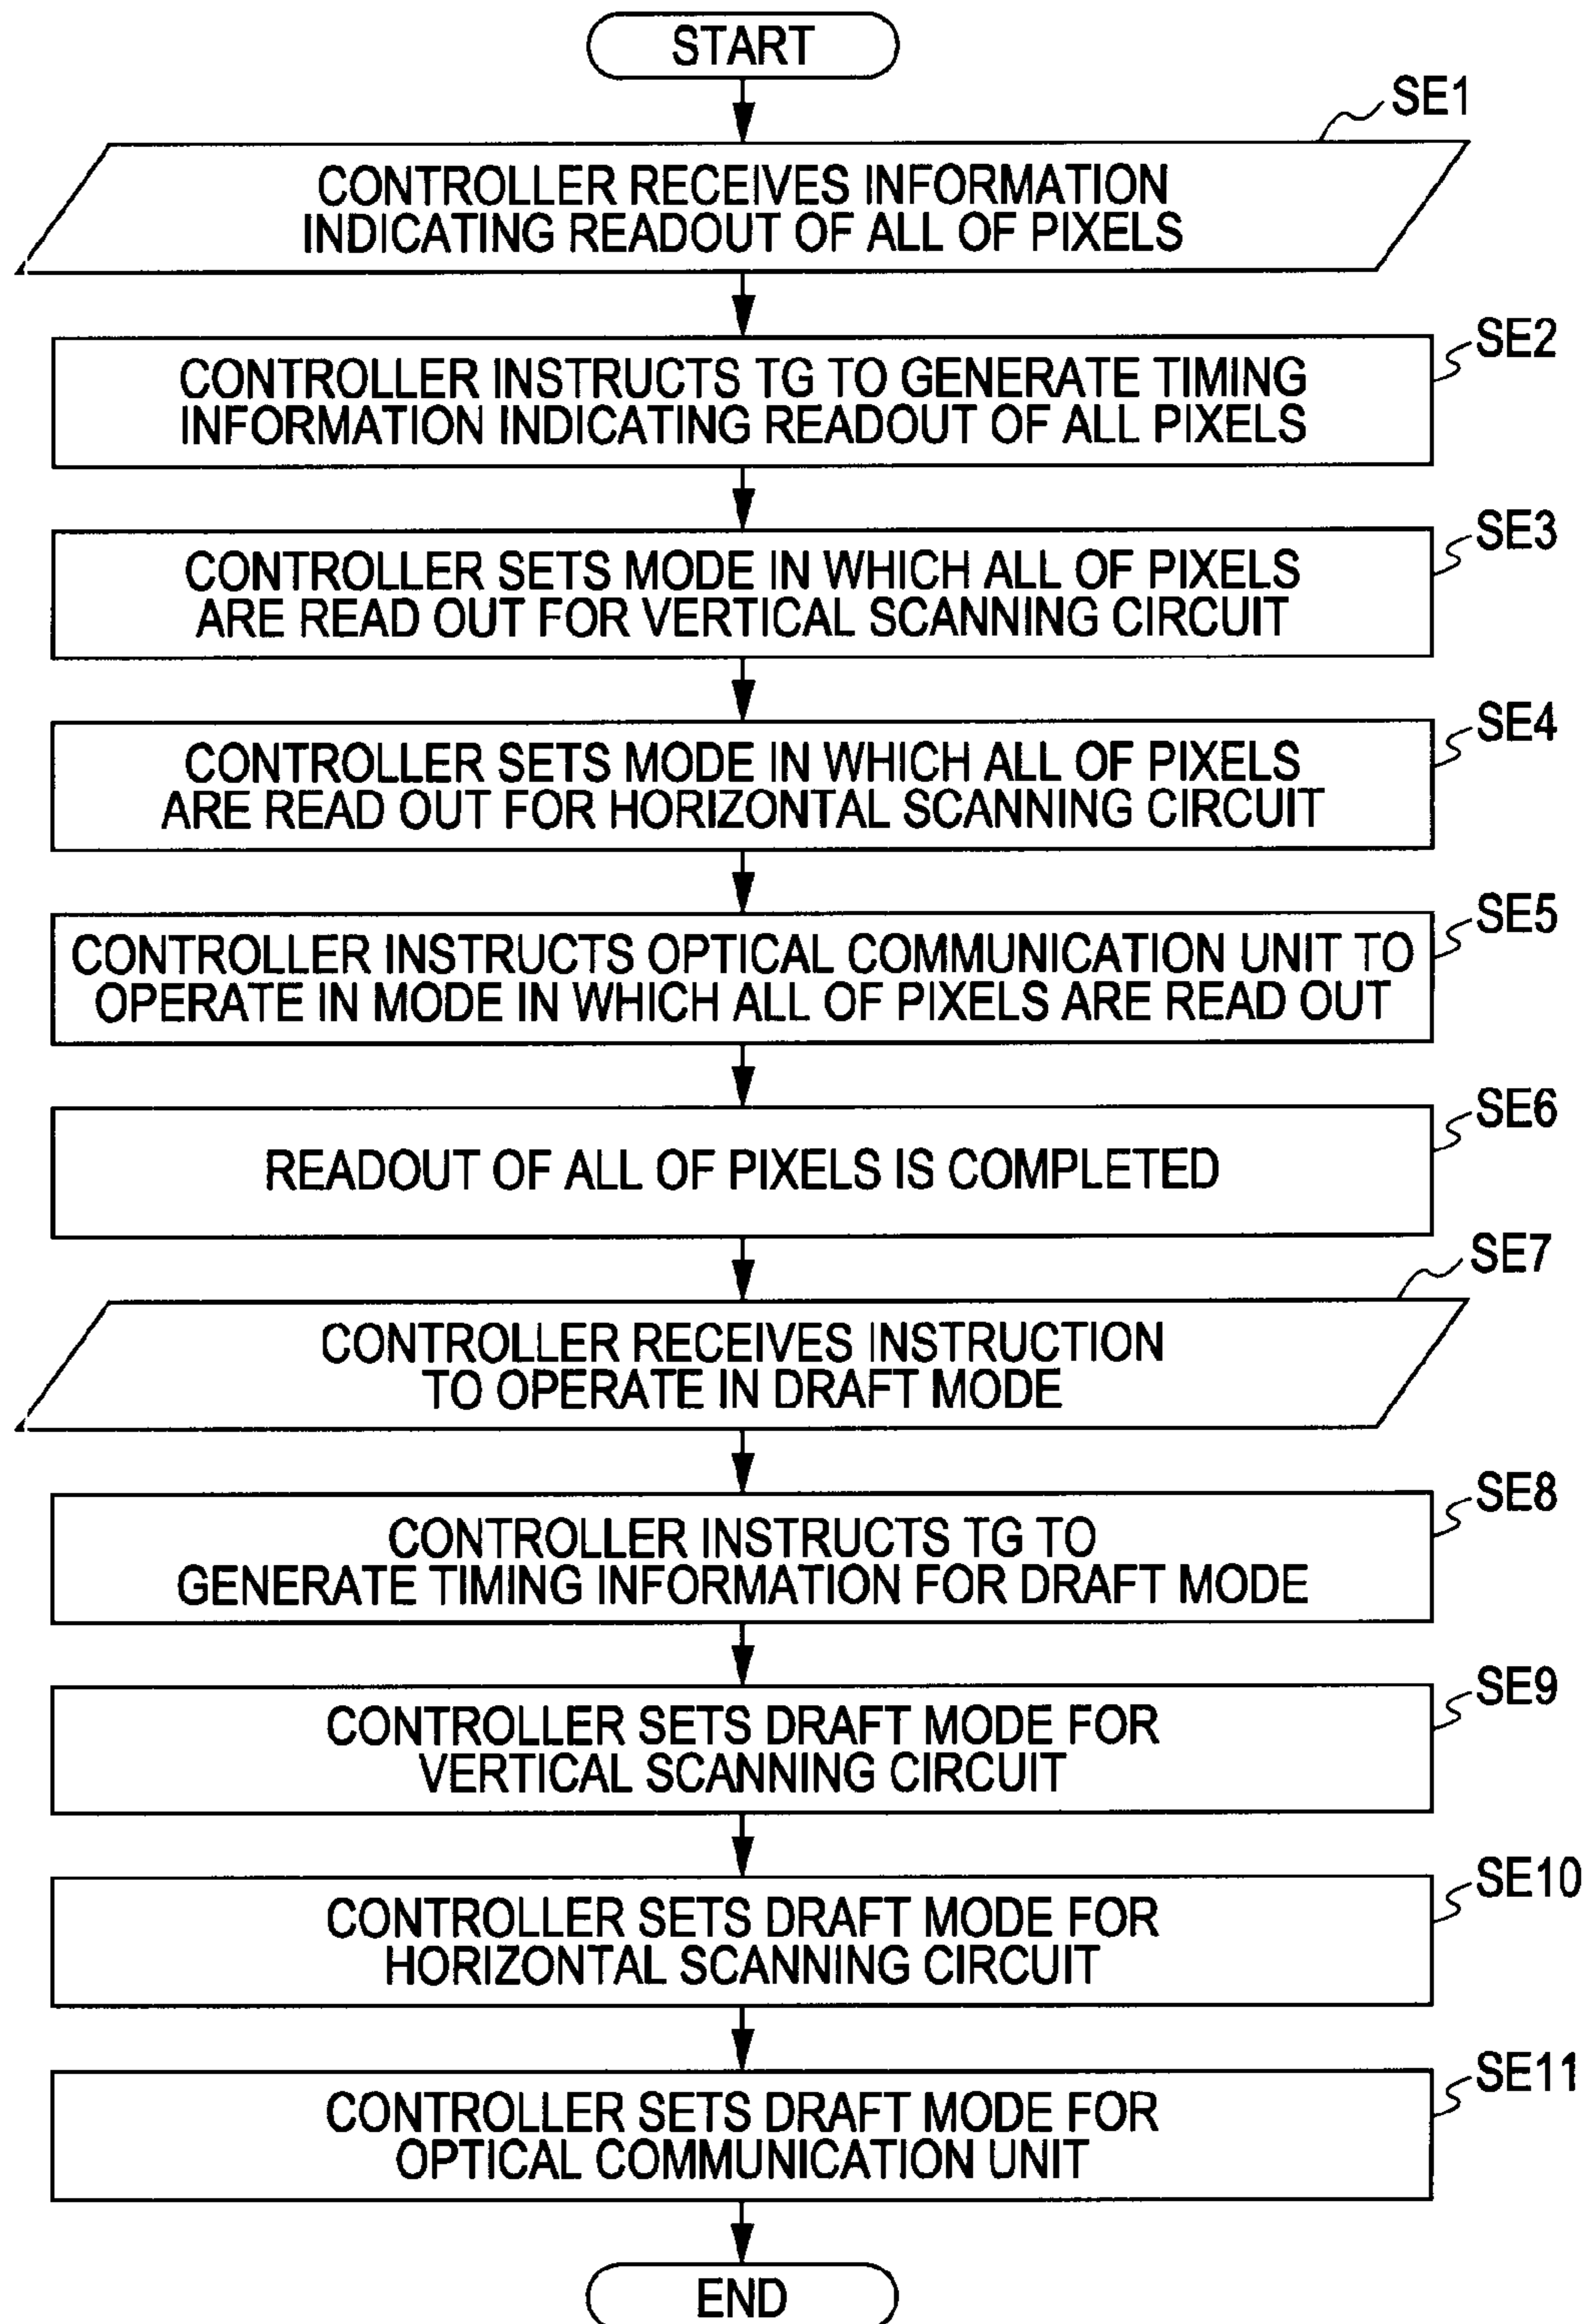 START
SE1
CONTROLLER RECEIVES INFORMATION
INDICATING READOUT OF ALL OF PIXELS
SE2
CONTROLLER INSTRUCTS TG TO GENERATE TIMING
INFORMATION INDICATING READOUT OF ALL PIXELS
SE3
CONTROLLER SETS MODE IN WHICH ALL OF PIXELS
ARE READ OUT FOR VERTICAL SCANNING CIRCUIT
SE4
CONTROLLER SETS MODE IN WHICH ALL OF PIXELS
ARE READ OUT FOR HORIZONTAL SCANNING CIRCUIT
SE5
CONTROLLER INSTRUCTS OPTICAL COMMUNICATION UNIT TO
OPERATE IN MODE IN WHICH ALL OF PIXELS ARE READ OUT
SE6
READOUT OF ALL OF PIXELS IS COMPLETED
SE7
CONTROLLER RECEIVES INSTRUCTION
TO OPERATE IN DRAFT MODE
SE8
CONTROLLER INSTRUCTS TG TO
GENERATE TIMING INFORMATION FOR DRAFT MODE
SE9
CONTROLLER SETS DRAFT MODE FOR
VERTICAL SCANNING CIRCUIT
SE10
CONTROLLER SETS DRAFT MODE FOR
HORIZONTAL SCANNING CIRCUIT
SE11
CONTROLLER SETS DRAFT MODE FOR
OPTICAL COMMUNICATION UNIT
END